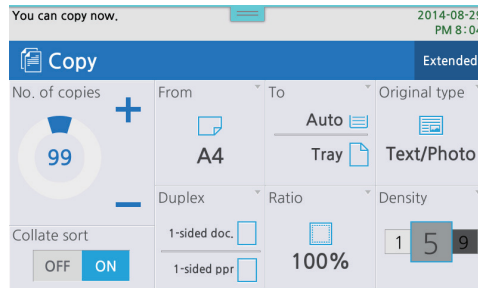 You can copy now.
2014-08-29
PM 8:04
Copy
Extended
No. of copies
99
From
A4
To
Auto
Tray
Original type
Text/Photo
Collate sort
OFF ON
Duplex
1-sided doc.
1-sided ppr
Ratio
100%
Density
1 5 9